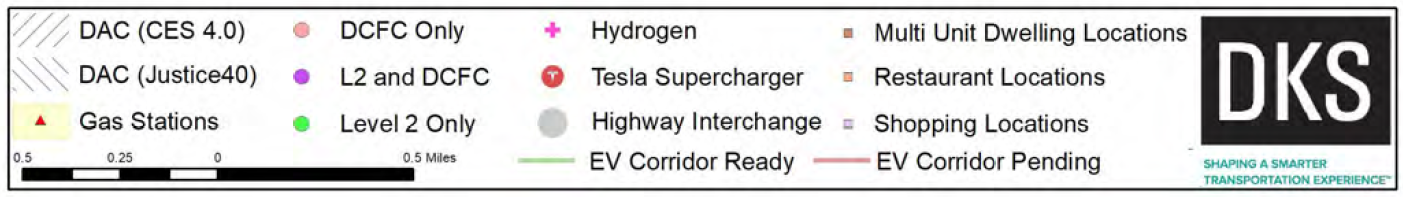 DAC (CES 4.0)
DCFC Only
Hydrogen
Multi Unit Dwelling Locations
DAC (Justice40)
L2 and DCFC
Tesla Supercharger
Restaurant Locations
Gas Stations
Level 2 Only
Highway Interchange
Shopping Locations
0.5 0.25 0 0.5 Miles
EV Corridor Ready
EV Corridor Pending
DKS
SHAPING A SMARTER
TRANSPORTATION EXPERIENCE™